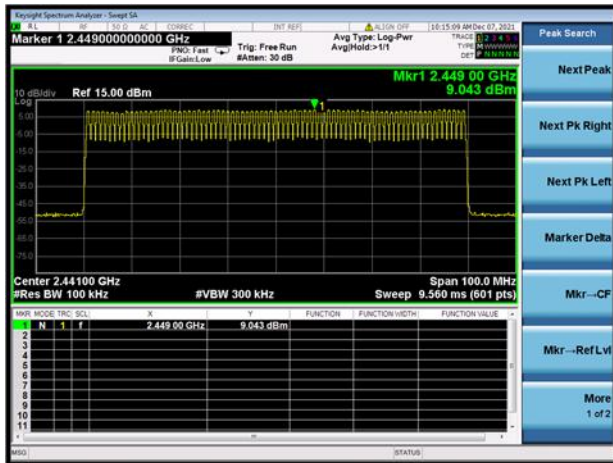 Keysight Spectrum Analyzer - Swept SA
RL RF 50 Ω AC CORREC INT REF ALIGN OFF 10:15:09 AM Dec 07, 2021
Marker 1 2.449000000000 GHz
PNO: Fast
IFGain:Low
Trig: Free Run
#Atten: 30 dB
Avg Type: Log-Pwr
Avg|Hold:>1/1
TRACE 1 2 3 4 5 6
TYPE M W W W W W
DET P N N N N N
Mkr1 2.449 00 GHz
9.043 dBm
10 dB/div Ref 15.00 dBm
Log
5.00
-5.00
-15.0
-25.0
-35.0
-45.0
-55.0
-65.0
-75.0
1
Center 2.44100 GHz Span 100.0 MHz
#Res BW 100 kHz #VBW 300 kHz Sweep 9.560 ms (601 pts)
MKR MODE TRC SCL X Y FUNCTION FUNCTION WIDTH FUNCTION VALUE
1 N 1 f 2.449 00 GHz 9.043 dBm
2
3
4
5
6
7
8
9
10
11
MSG STATUS
Peak Search
Next Peak
Next Pk Right
Next Pk Left
Marker Delta
Mkr→CF
Mkr→Ref Lvl
More
1 of 2